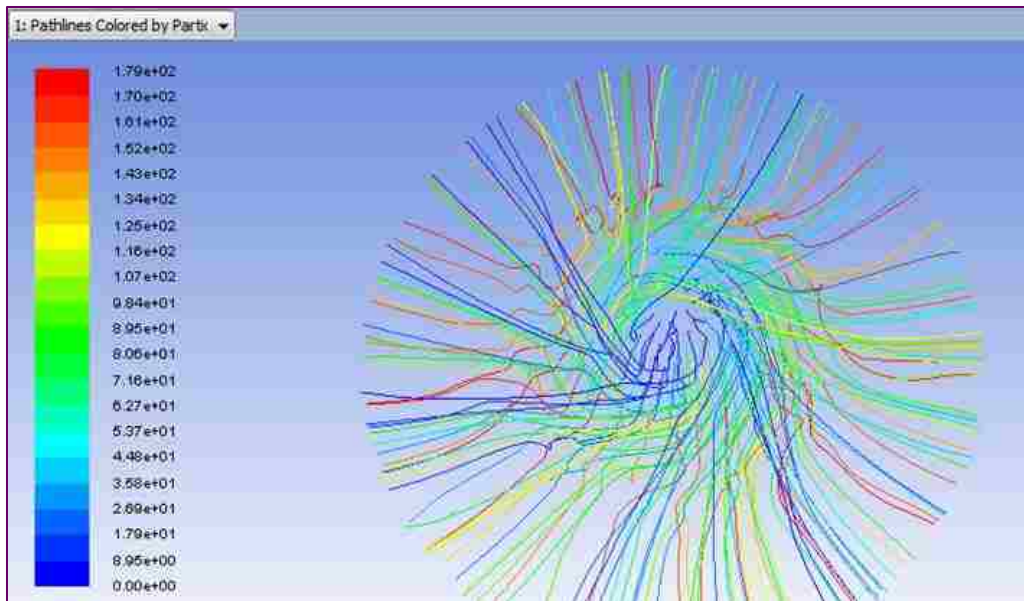 1: Pathlines Colored by Partic
1.79e+02
1.70e+02
1.61e+02
1.52e+02
1.43e+02
1.34e+02
1.25e+02
1.16e+02
1.07e+02
9.84e+01
8.95e+01
8.06e+01
7.16e+01
6.27e+01
5.37e+01
4.48e+01
3.58e+01
2.69e+01
1.79e+01
8.95e+00
0.00e+00